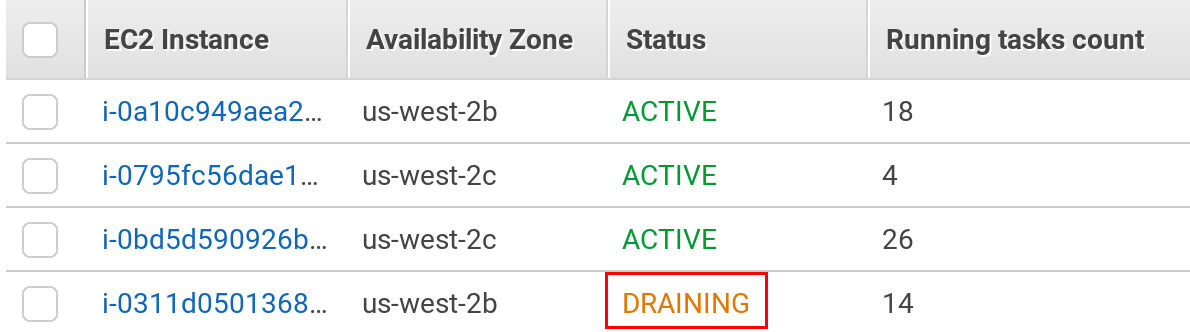 EC2 Instance Availability Zone Status Running tasks count
i-0a10c949aea2... us-west-2b ACTIVE 18
i-0795fc56dae1... us-west-2c ACTIVE 4
i-0bd5d590926b... us-west-2c ACTIVE 26
i-0311d0501368... us-west-2b DRAINING 14